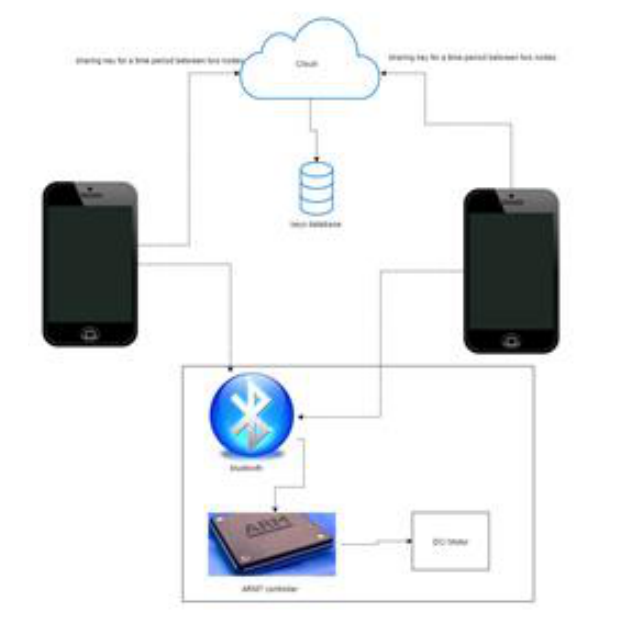 sharing key for a time period between two nodes
sharing key for a time period between two nodes
Cloud
keys database
bluetooth
ARM
ARM7 controller
DC Motor